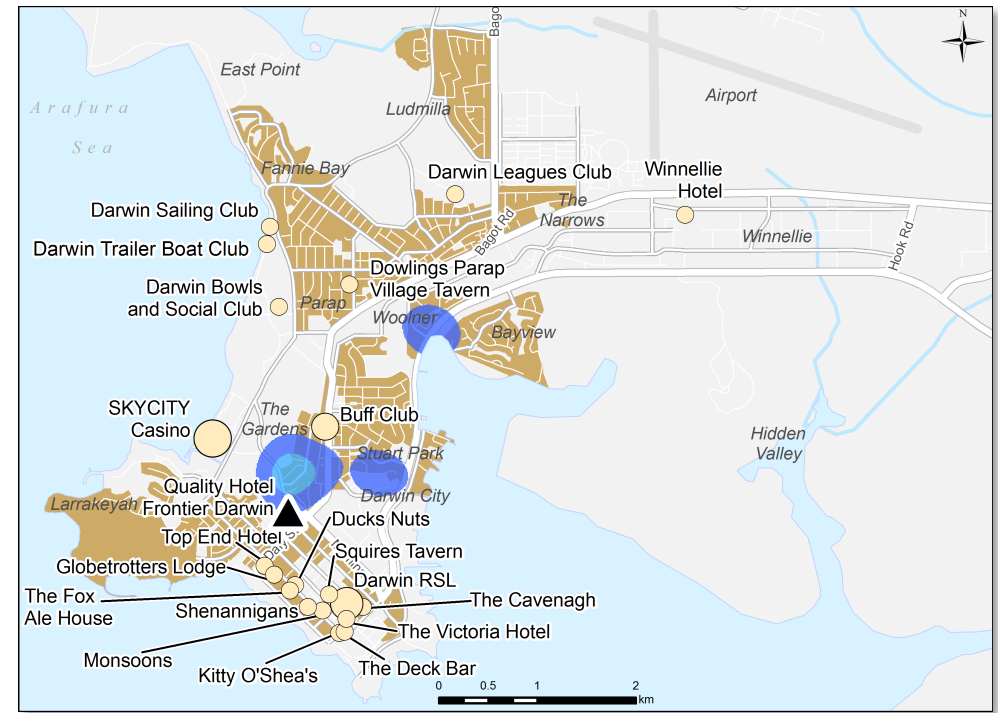 N
Bago
East Point
Airport
Arafura
Sea
Ludmilla
Fannie Bay
Darwin Leagues Club
Winnellie
Hotel
The
Narrows
Darwin Sailing Club
Bagot Rd
Winnellie
Hook Rd
Darwin Trailer Boat Club
Dowlings Parap
Village Tavern
Darwin Bowls
and Social Club
Parap
Woolner
Bayview
SKYCITY
Casino
The
Gardens
Buff Club
Hidden
Valley
Stuart Park
Darwin City
Larrakeyah
Quality Hotel
Frontier Darwin
Ducks Nuts
Top End Hotel
Daly S
Squires Tavern
Globetrotters Lodge
Darwin RSL
The Fox
Ale House
Shenannigans
The Cavenagh
The Victoria Hotel
Monsoons
Kitty O'Shea's
The Deck Bar
0 0.5 1 2
km